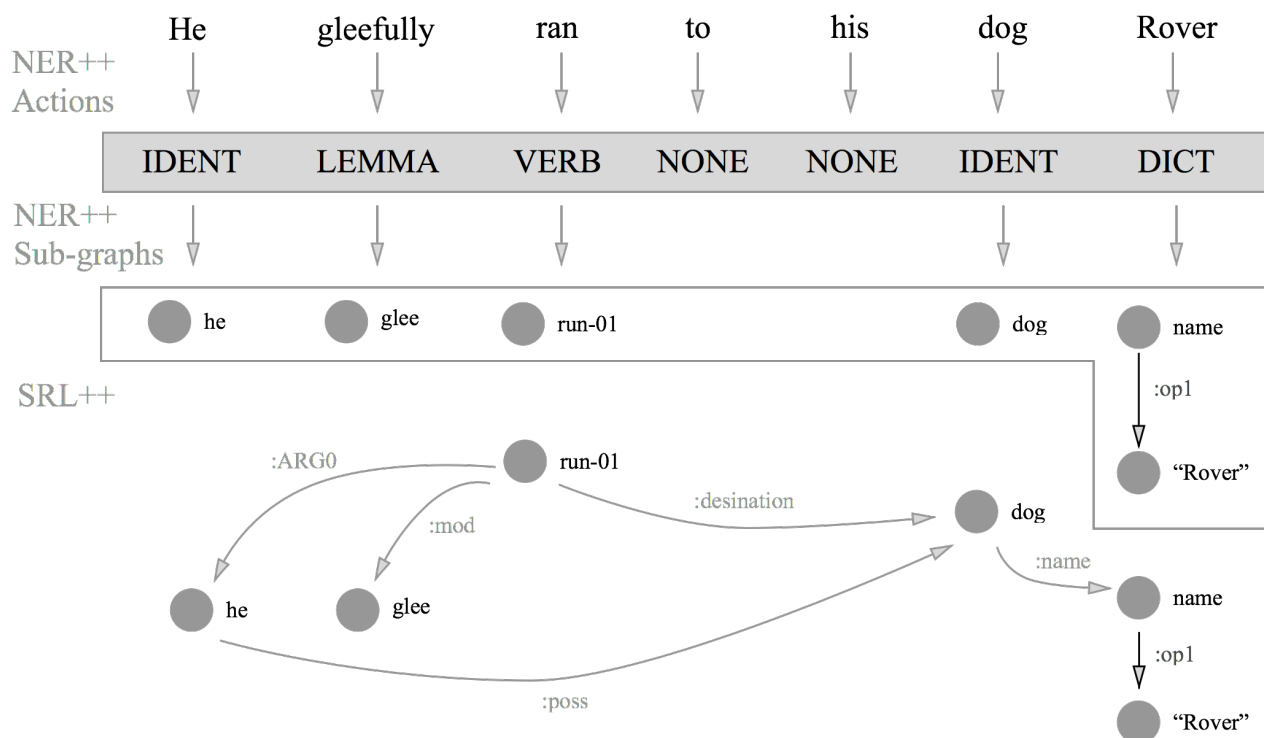 He gleefully ran to his dog Rover
NER++
Actions
IDENT LEMMA VERB NONE NONE IDENT DICT
NER++
Sub-graphs
he glee run-01 dog name
:op1
“Rover”
SRL++
:ARG0 run-01
:mod :desination dog
:name
he glee name
:op1
:poss
“Rover”